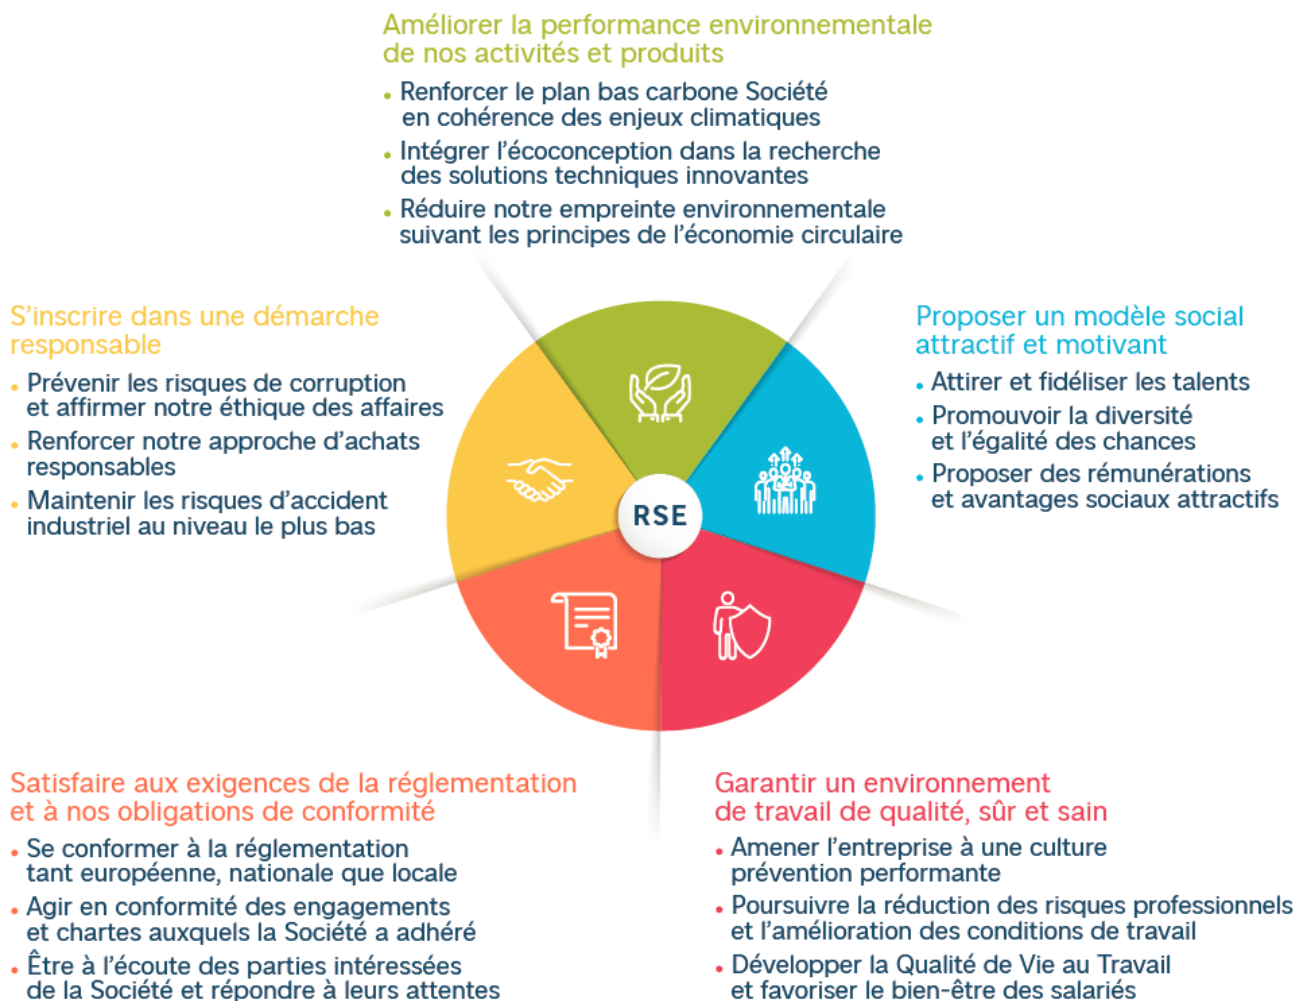 Améliorer la performance environnementale
de nos activités et produits
• Renforcer le plan bas carbone Société
en cohérence des enjeux climatiques
• Intégrer l'écoconception dans la recherche
des solutions techniques innovantes
• Réduire notre empreinte environnementale
suivant les principes de l'économie circulaire
S'inscrire dans une démarche
responsable
• Prévenir les risques de corruption
et affirmer notre éthique des affaires
• Renforcer notre approche d'achats
responsables
• Maintenir les risques d'accident
industriel au niveau le plus bas
Proposer un modèle social
attractif et motivant
• Attirer et fidéliser les talents
• Promouvoir la diversité
et l'égalité des chances
• Proposer des rémunérations
et avantages sociaux attractifs
RSE
Satisfaire aux exigences de la réglementation
et à nos obligations de conformité
• Se conformer à la réglementation
tant européenne, nationale que locale
• Agir en conformité des engagements
et chartes auxquels la Société a adhéré
• Être à l'écoute des parties intéressées
de la Société et répondre à leurs attentes
Garantir un environnement
de travail de qualité, sûr et sain
• Amener l'entreprise à une culture
prévention performante
• Poursuivre la réduction des risques professionnels
et l'amélioration des conditions de travail
• Développer la Qualité de Vie au Travail
et favoriser le bien-être des salariés